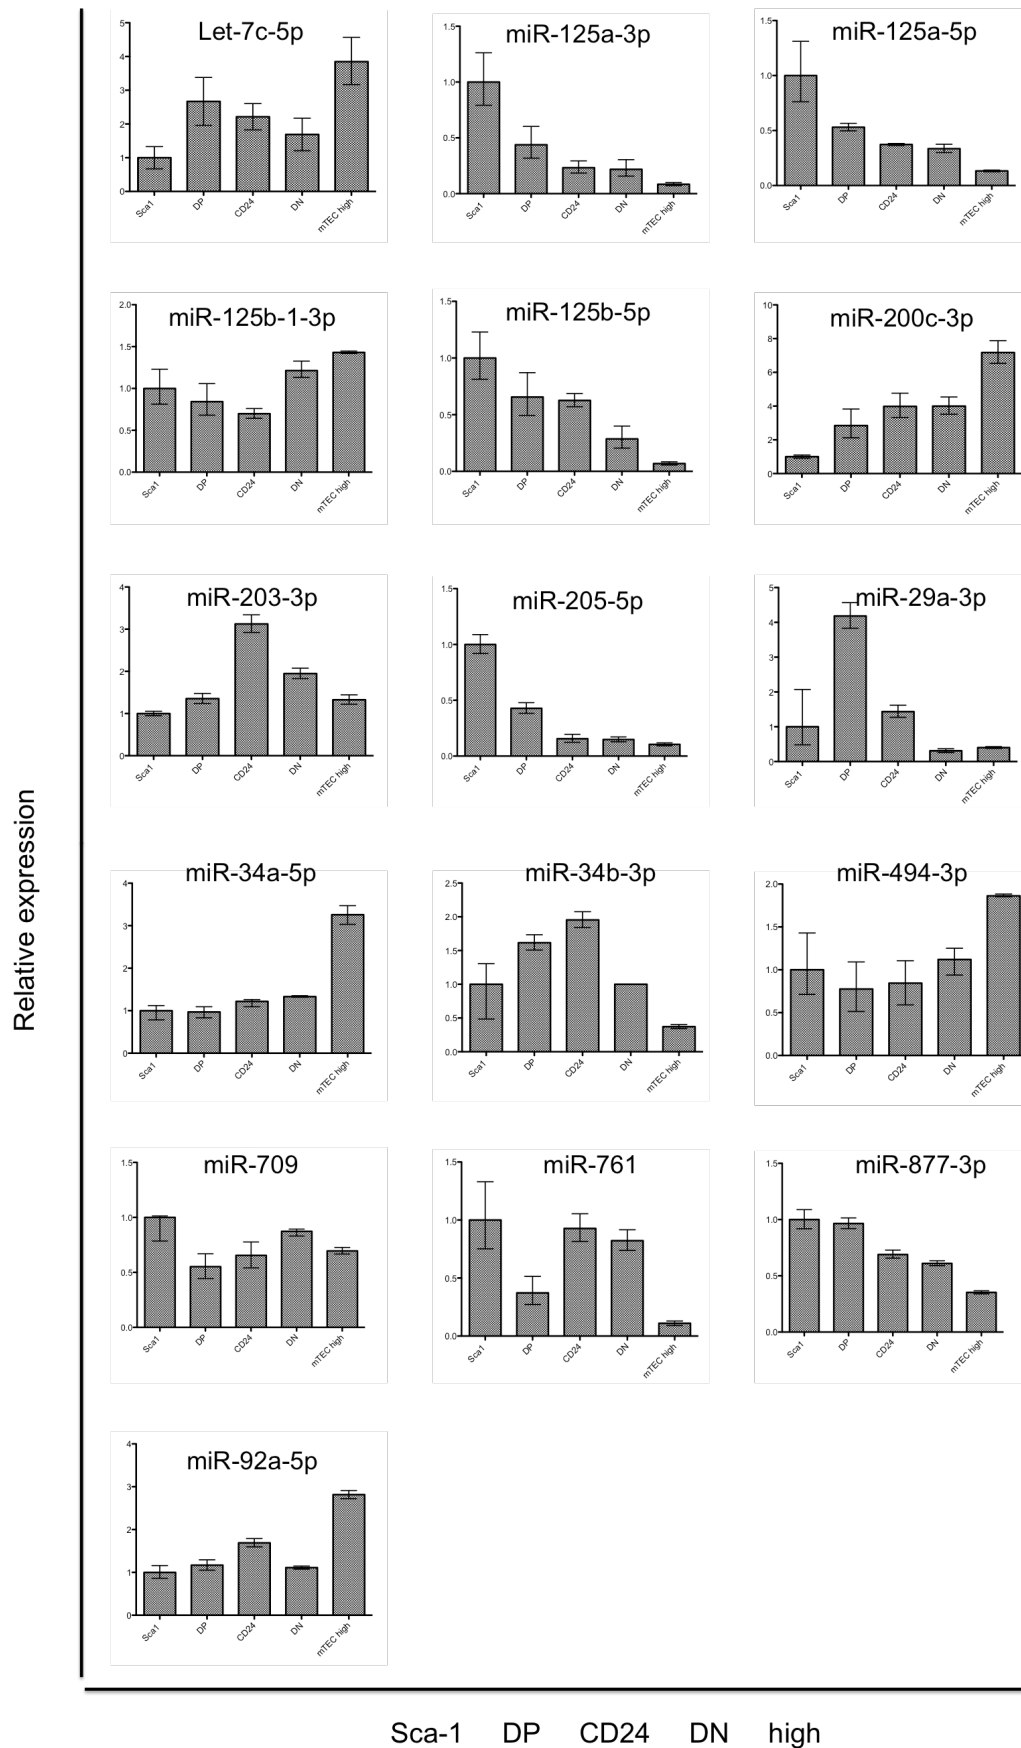 Relative expression
Let-7c-5p
5
4
3
2
1
0
Sca1 DP CD24 DN mTEC high
miR-125a-3p
1.5
1.0
0.5
0.0
Sca1 DP CD24 DN mTEC high
miR-125a-5p
1.5
1.0
0.5
0.0
Sca1 DP CD24 DN mTEC high
miR-125b-1-3p
2.0
1.5
1.0
0.5
0.0
Sca1 DP CD24 DN mTEC high
miR-125b-5p
1.5
1.0
0.5
0.0
Sca1 DP CD24 DN mTEC high
miR-200c-3p
10
8
6
4
2
0
Sca1 DP CD24 DN mTEC high
miR-203-3p
4
3
2
1
0
Sca1 DP CD24 DN mTEC high
miR-205-5p
1.5
1.0
0.5
0.0
Sca1 DP CD24 DN mTEC high
miR-29a-3p
5
4
3
2
1
0
Sca1 DP CD24 DN mTEC high
miR-34a-5p
4
3
2
1
0
Sca1 DP CD24 DN mTEC high
miR-34b-3p
2.5
2.0
1.5
1.0
0.5
0.0
Sca1 DP CD24 DN mTEC high
miR-494-3p
2.0
1.5
1.0
0.5
0.0
Sca1 DP CD24 DN mTEC high
miR-709
1.5
1.0
0.5
0.0
Sca1 DP CD24 DN mTEC high
miR-761
1.5
1.0
0.5
0.0
Sca1 DP CD24 DN mTEC high
miR-877-3p
1.5
1.0
0.5
0.0
Sca1 DP CD24 DN mTEC high
miR-92a-5p
4
3
2
1
0
Sca1 DP CD24 DN mTEC high
Sca-1 DP CD24 DN high